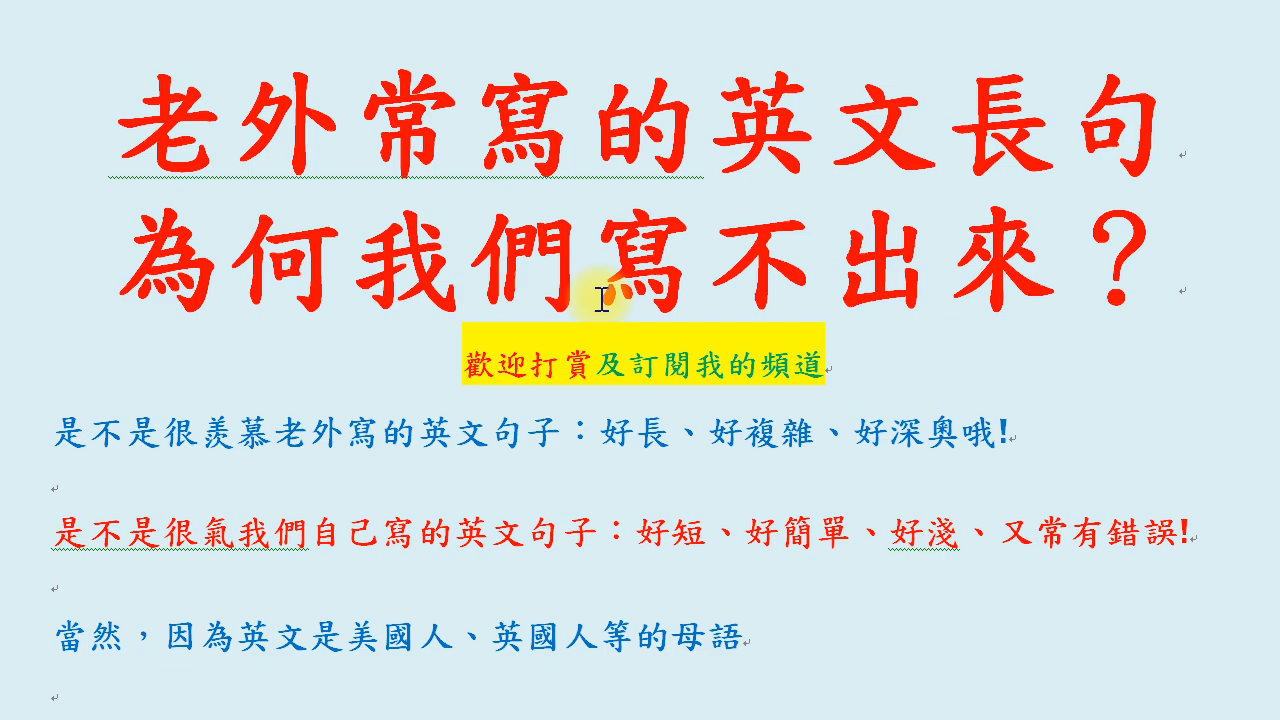 老外常寫的英文長句
為何我們寫不出來？
歡迎打賞及訂閱我的頻道
是不是很羨慕老外寫的英文句子：好長、好複雜、好深奧哦!
是不是很氣我們自己寫的英文句子：好短、好簡單、好淺、又常有錯誤!
當然，因為英文是美國人、英國人等的母語